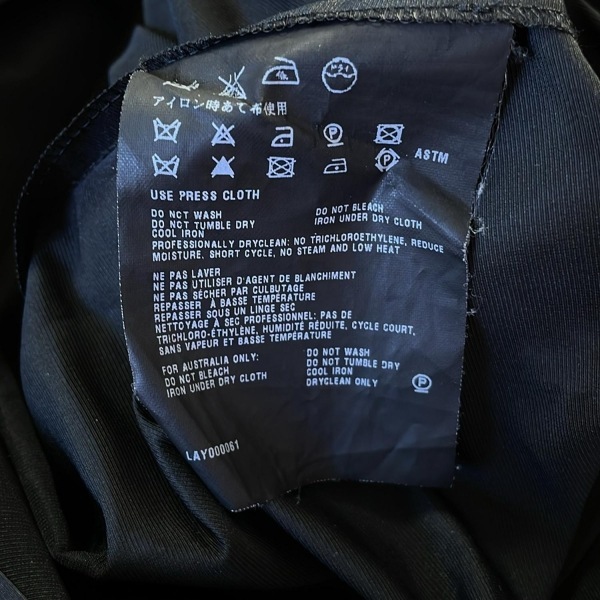 アイロン時あて布使用
P
ASTM
USE PRESS CLOTH
DO NOT WASH DO NOT BLEACH
DO NOT TUMBLE DRY IRON UNDER DRY CLOTH
COOL IRON
PROFESSIONALLY DRYCLEAN: NO TRICHLOROETHYLENE, REDUCE
MOISTURE, SHORT CYCLE, NO STEAM AND LOW HEAT
NE PAS LAVER
NE PAS UTILISER D'AGENT DE BLANCHIMENT
NE PAS SÉCHER PAR CULBUTAGE
REPASSER À BASSE TEMPÉRATURE
REPASSER SOUS UN LINGE SEC
NETTOYAGE À SEC PROFESSIONNEL: PAS DE
TRICHLORO-ÉTHYLÈNE, HUMIDITÉ RÉDUITE, CYCLE COURT,
SANS VAPEUR ET BASSE TEMPÉRATURE
FOR AUSTRALIA ONLY: DO NOT WASH
DO NOT BLEACH DO NOT TUMBLE DRY
IRON UNDER DRY CLOTH COOL IRON
DRYCLEAN ONLY P
LAY000061